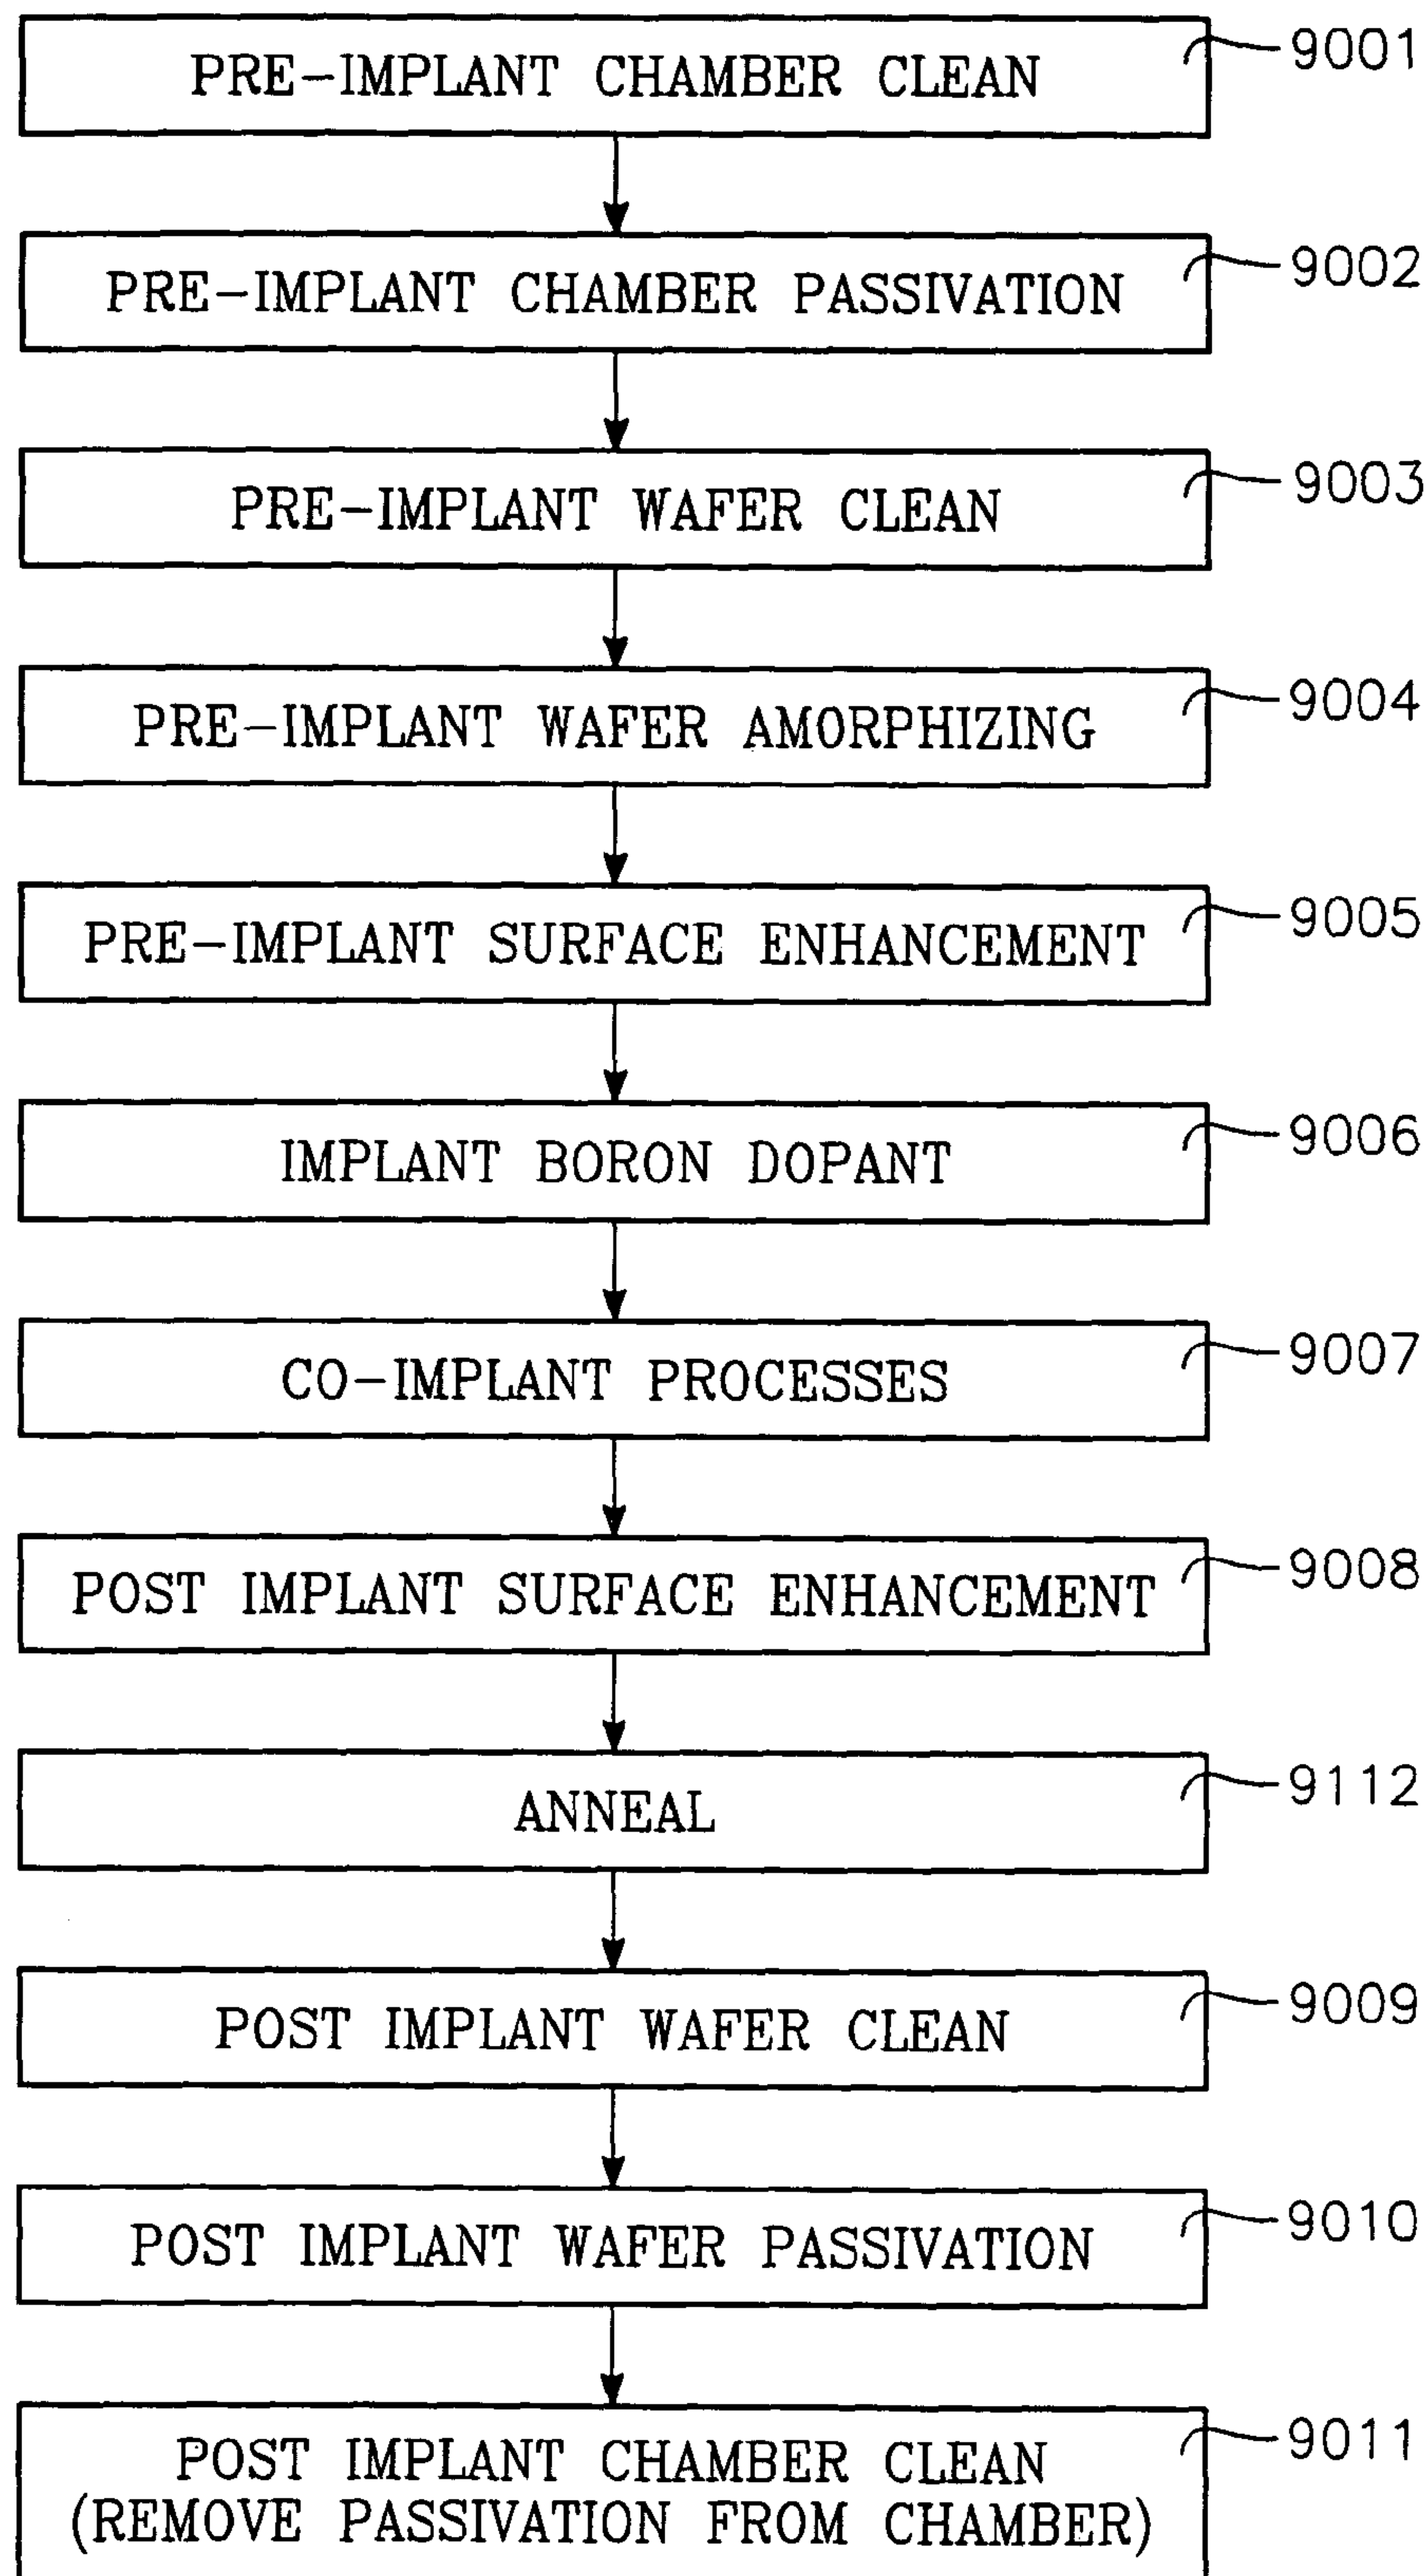 PRE-IMPLANT CHAMBER CLEAN 9001
PRE-IMPLANT CHAMBER PASSIVATION 9002
PRE-IMPLANT WAFER CLEAN 9003
PRE-IMPLANT WAFER AMORPHIZING 9004
PRE-IMPLANT SURFACE ENHANCEMENT 9005
IMPLANT BORON DOPANT 9006
CO-IMPLANT PROCESSES 9007
POST IMPLANT SURFACE ENHANCEMENT 9008
ANNEAL 9112
POST IMPLANT WAFER CLEAN 9009
POST IMPLANT WAFER PASSIVATION 9010
POST IMPLANT CHAMBER CLEAN 9011
(REMOVE PASSIVATION FROM CHAMBER)